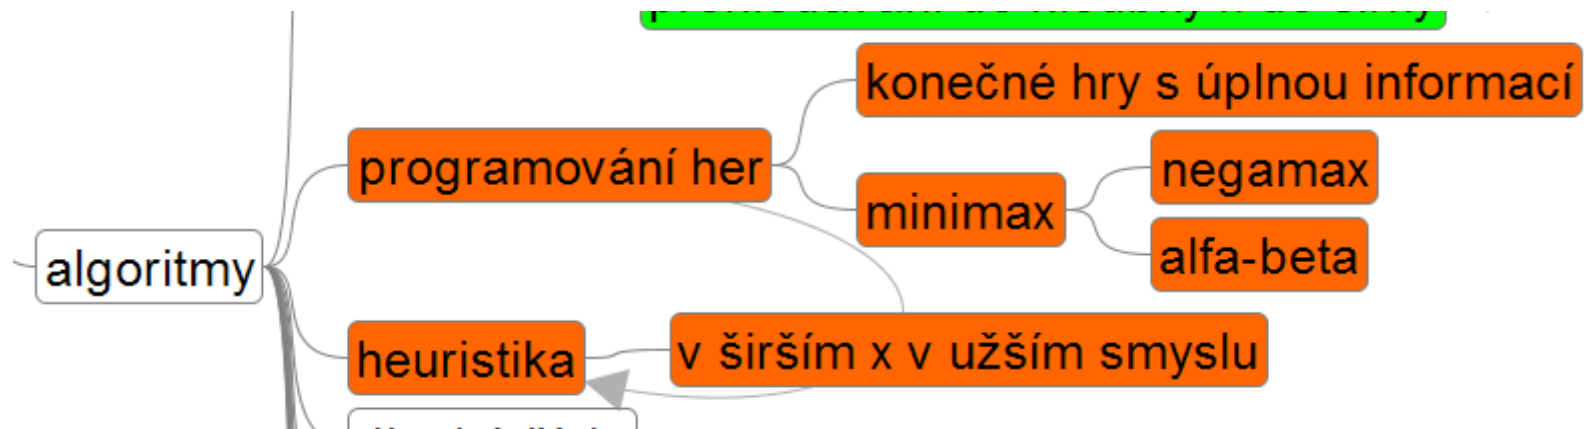 konečné hry s úplnou informací
programování her
negamax
minimax
alfa-beta
algoritmy
v širším x v užším smyslu
heuristika